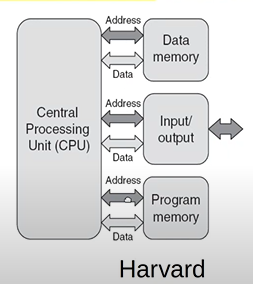 Address
Data
memory
Data
Central
Processing
Unit (CPU)
Address
Input/
output
Data
Address
Program
memory
Data
Harvard